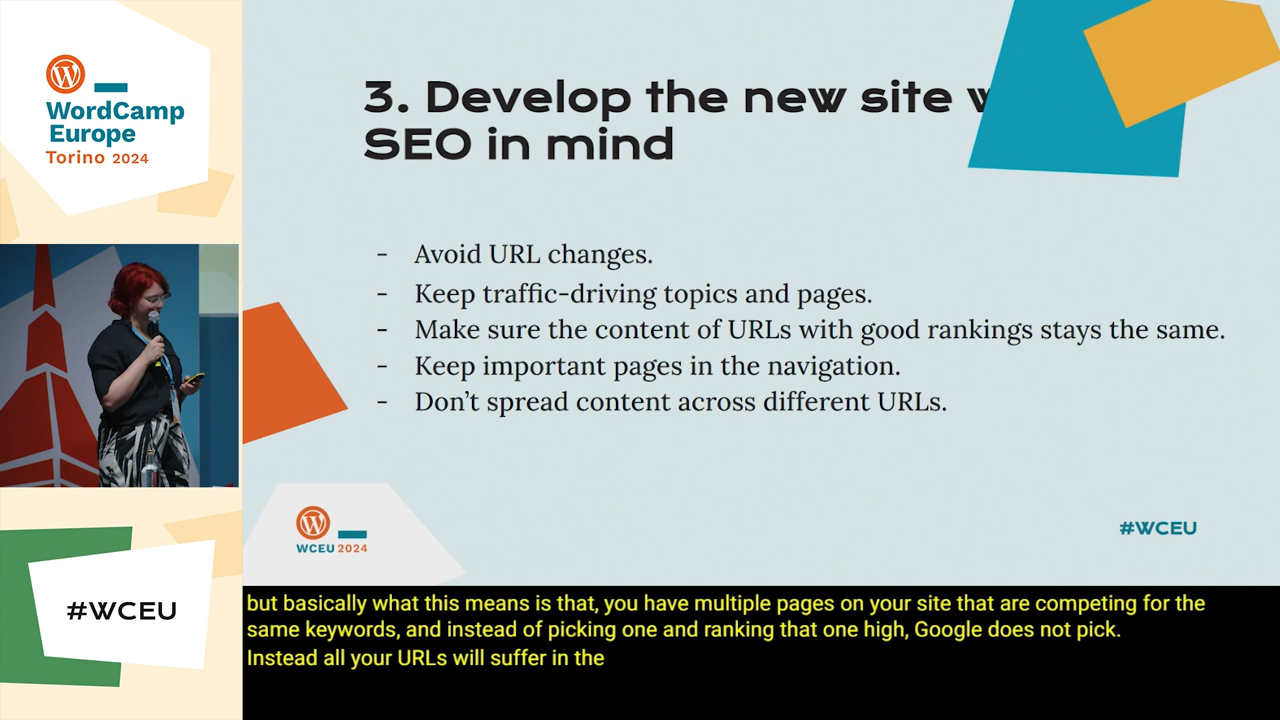 WordCamp
Europe
Torino 2024
3. Develop the new site
SEO in mind
- Avoid URL changes.
- Keep traffic-driving topics and pages.
- Make sure the content of URLs with good rankings stays the same.
- Keep important pages in the navigation.
- Don't spread content across different URLs.
WCEU 2024
#WCEU
#WCEU
but basically what this means is that, you have multiple pages on your site that are competing for the
same keywords, and instead of picking one and ranking that one high, Google does not pick.
Instead all your URLs will suffer in the